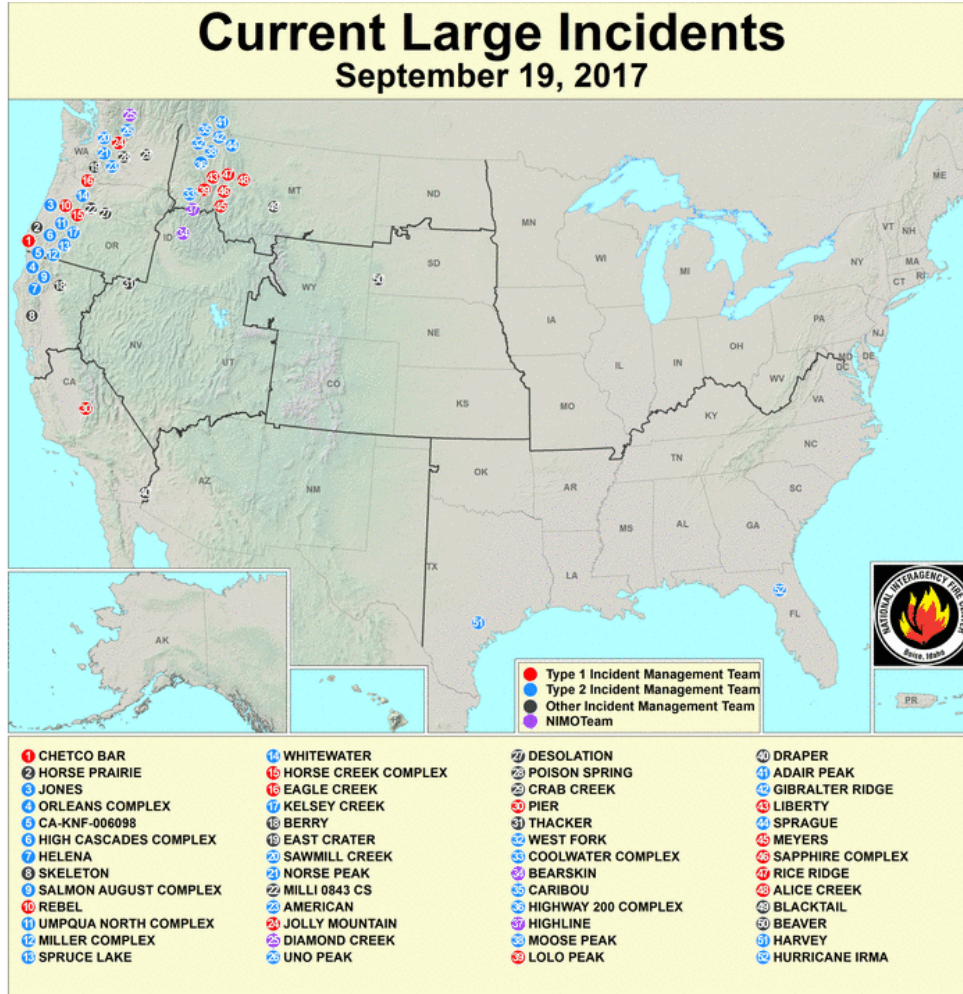 Current Large Incidents
September 19, 2017
WA
OR
CA
ID
NV
UT
AZ
MT
WY
CO
NM
ND
SD
NE
KS
OK
TX
MN
IA
MO
AR
LA
WI
IL
MI
IN
OH
KY
TN
MS
AL
GA
FL
SC
NC
VA
WV
PA
NY
VT
NH
ME
MA
CT
RI
NJ
DE
MD
DC
AK
HI
PR
NATIONAL INTERAGENCY FIRE CENTER
Boise, Idaho
Type 1 Incident Management Team
Type 2 Incident Management Team
Other Incident Management Team
NIMOTeam
1 CHETCO BAR
2 HORSE PRAIRIE
3 JONES
4 ORLEANS COMPLEX
5 CA-KNF-006098
6 HIGH CASCADES COMPLEX
7 HELENA
8 SKELETON
9 SALMON AUGUST COMPLEX
10 REBEL
11 UMPQUA NORTH COMPLEX
12 MILLER COMPLEX
13 SPRUCE LAKE
14 WHITEWATER
15 HORSE CREEK COMPLEX
16 EAGLE CREEK
17 KELSEY CREEK
18 BERRY
19 EAST CRATER
20 SAWMILL CREEK
21 NORSE PEAK
22 MILLI 0843 CS
23 AMERICAN
24 JOLLY MOUNTAIN
25 DIAMOND CREEK
26 UNO PEAK
27 DESOLATION
28 POISON SPRING
29 CRAB CREEK
30 PIER
31 THACKER
32 WEST FORK
33 COOLWATER COMPLEX
34 BEARSKIN
35 CARIBOU
36 HIGHWAY 200 COMPLEX
37 HIGHLINE
38 MOOSE PEAK
39 LOLO PEAK
40 DRAPER
41 ADAIR PEAK
42 GIBRALTER RIDGE
43 LIBERTY
44 SPRAGUE
45 MEYERS
46 SAPPHIRE COMPLEX
47 RICE RIDGE
48 ALICE CREEK
49 BLACKTAIL
50 BEAVER
51 HARVEY
52 HURRICANE IRMA